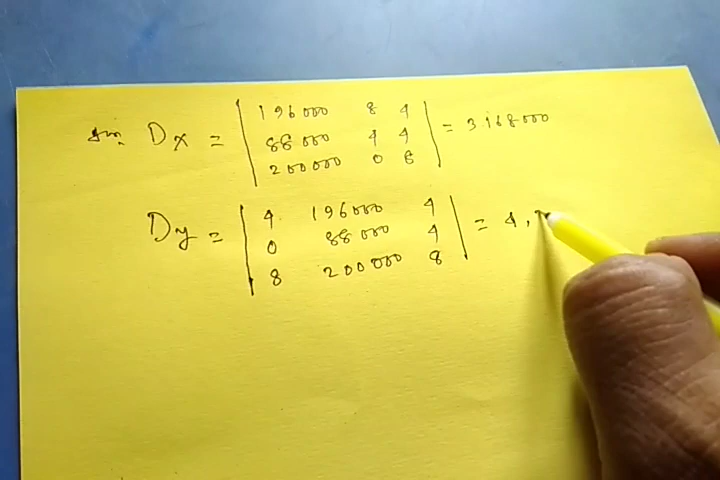 Dx = | 196000 8 4 |
| 88000 4 4 | = 3168000
| 200000 0 8 |
Dy = | 4 196000 4 |
| 0 88000 4 | = 4,
| 8 200000 8 |